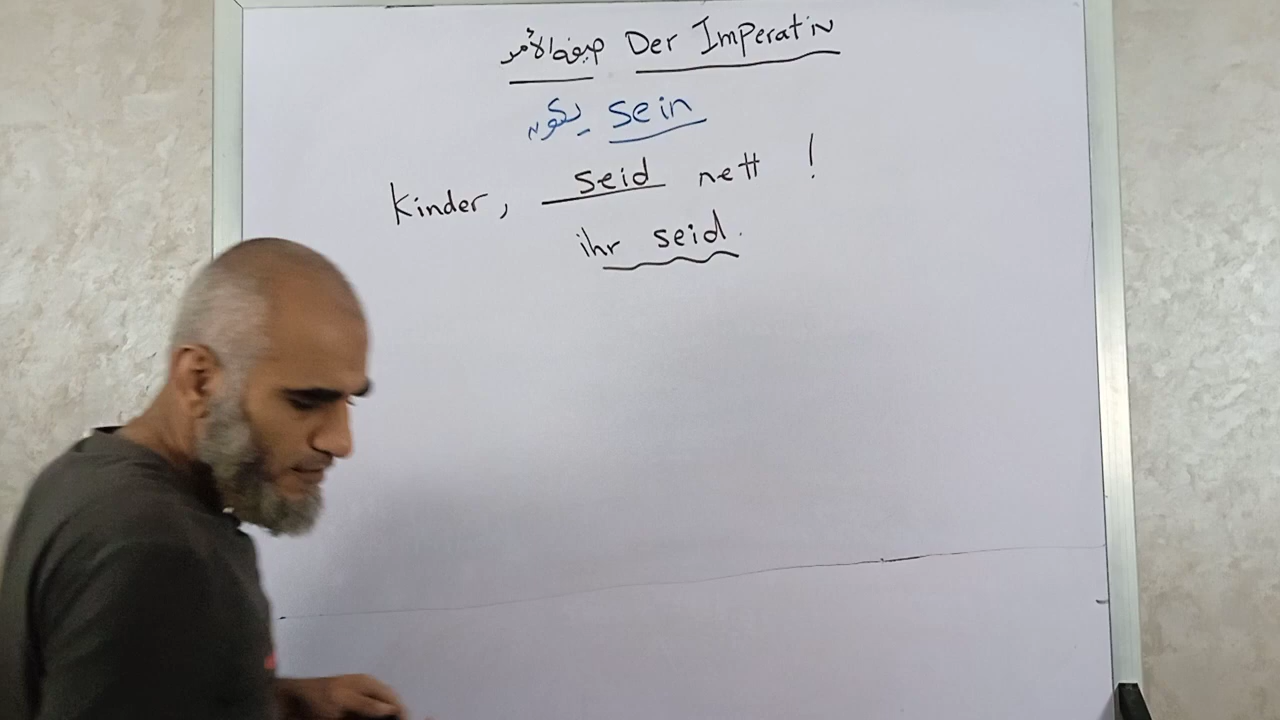 Der Imperativ صيغة الأمر
sein يكون
Kinder, seid nett !
ihr seid.